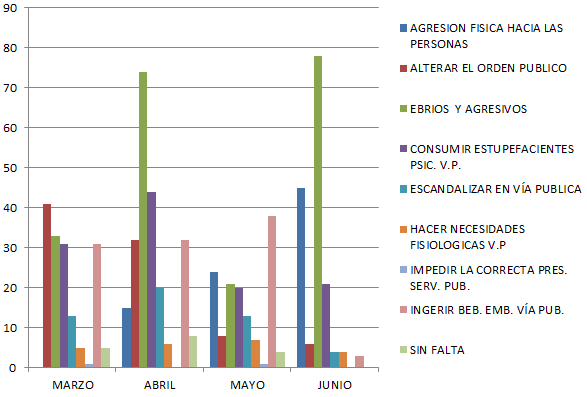 90
80
70
60
50
40
30
20
10
0
MARZO ABRIL MAYO JUNIO
AGRESION FISICA HACIA LAS
PERSONAS
ALTERAR EL ORDEN PUBLICO
EBRIOS Y AGRESIVOS
CONSUMIR ESTUPEFACIENTES
PSIC. V.P.
ESCANDALIZAR EN VÍA PUBLICA
HACER NECESIDADES
FISIOLOGICAS V.P
IMPEDIR LA CORRECTA PRES.
SERV. PUB.
INGERIR BEB. EMB. VÍA PUB.
SIN FALTA